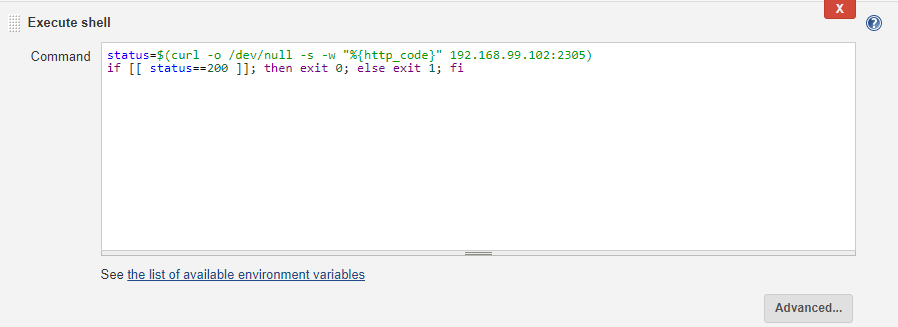 X
Execute shell
?
Command
status=$(curl -o /dev/null -s -w "%{http_code}" 192.168.99.102:2305)
if [[ status==200 ]]; then exit 0; else exit 1; fi
See the list of available environment variables
Advanced...